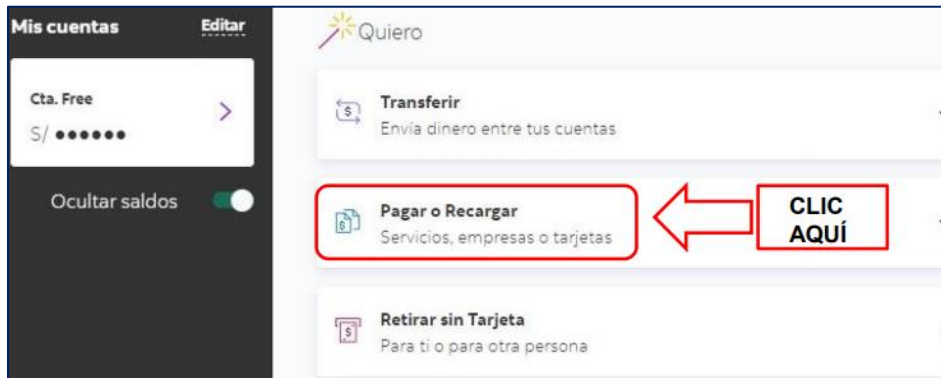 Mis cuentas Editar
Cta. Free
S/ ●●●●●●
Ocultar saldos
Quiero
Transferir
Envía dinero entre tus cuentas
Pagar o Recargar
Servicios, empresas o tarjetas
CLIC
AQUÍ
Retirar sin Tarjeta
Para ti o para otra persona